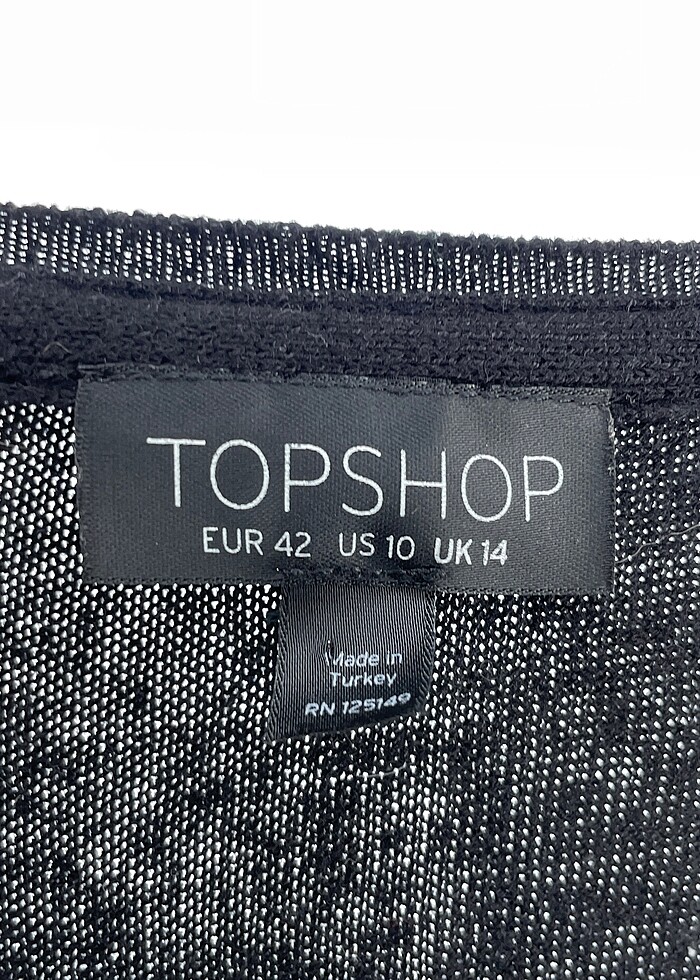 TOPSHOP
EUR 42 US 10 UK 14
Made in
Turkey
RN 125149